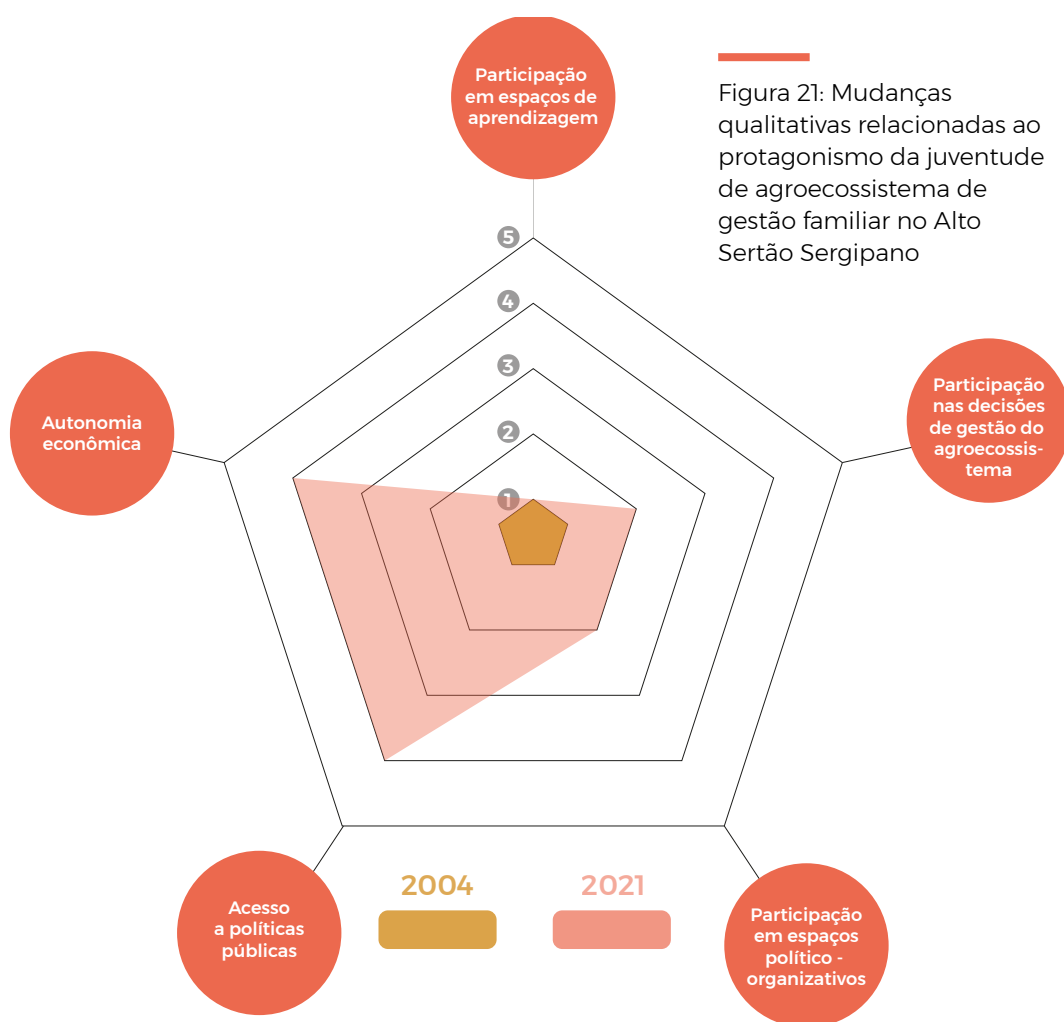 Participação
em espaços de
aprendizagem
Figura 21: Mudanças
qualitativas relacionadas ao
protagonismo da juventude
de agroecossistema de
gestão familiar no Alto
Sertão Sergipano
5
4
3
2
1
Autonomia
econômica
Participação
nas decisões
de gestão do
agroecossis-
tema
Acesso
a políticas
públicas
2004
2021
Participação
em espaços
político -
organizativos